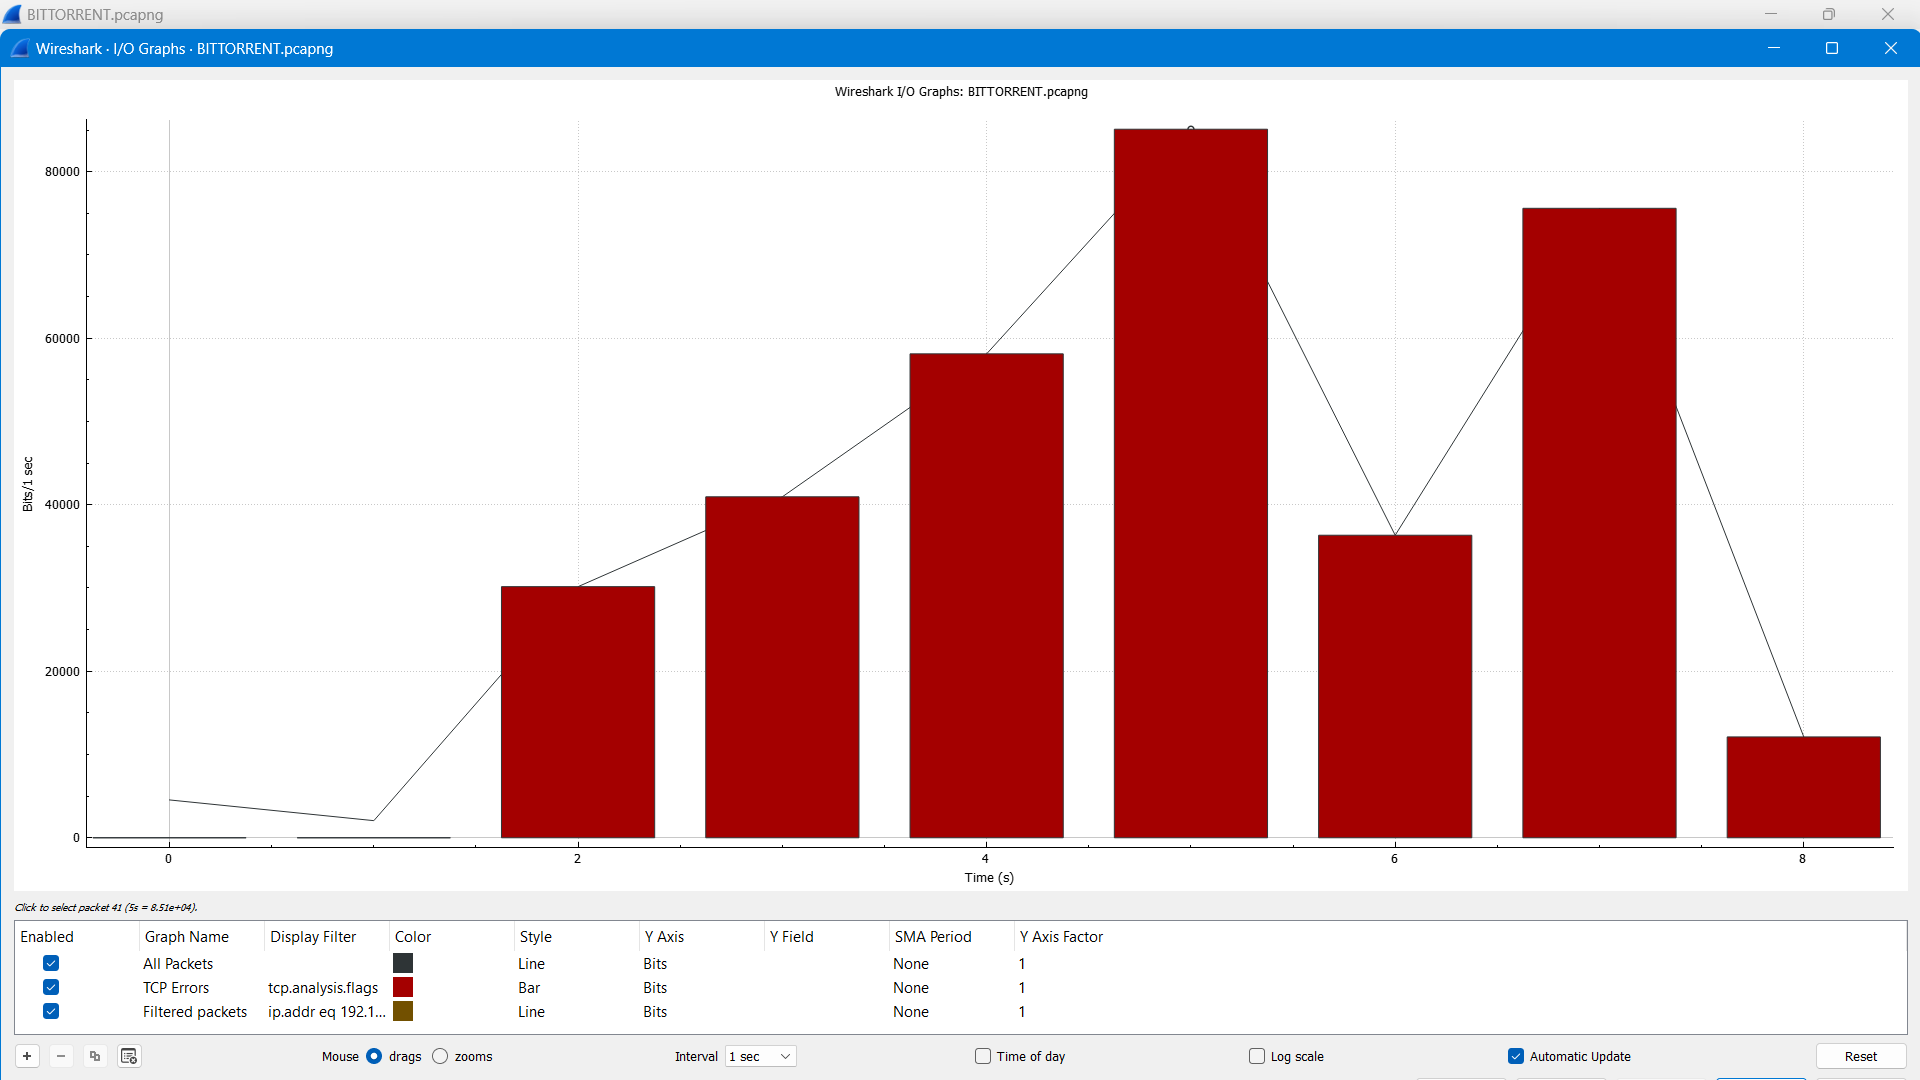 BITTORRENT.pcapng
Wireshark · I/O Graphs · BITTORRENT.pcapng
Wireshark I/O Graphs: BITTORRENT.pcapng
80000
60000
40000
20000
0
Bits/1 sec
0 2 4 6 8
Time (s)
Click to select packet 41 (5s = 8.51e+04).
Enabled Graph Name Display Filter Color Style Y Axis Y Field SMA Period Y Axis Factor
All Packets Line Bits None 1
TCP Errors tcp.analysis.flags Bar Bits None 1
Filtered packets ip.addr eq 192.1... Line Bits None 1
Mouse drags zooms Interval 1 sec Time of day Log scale Automatic Update Reset